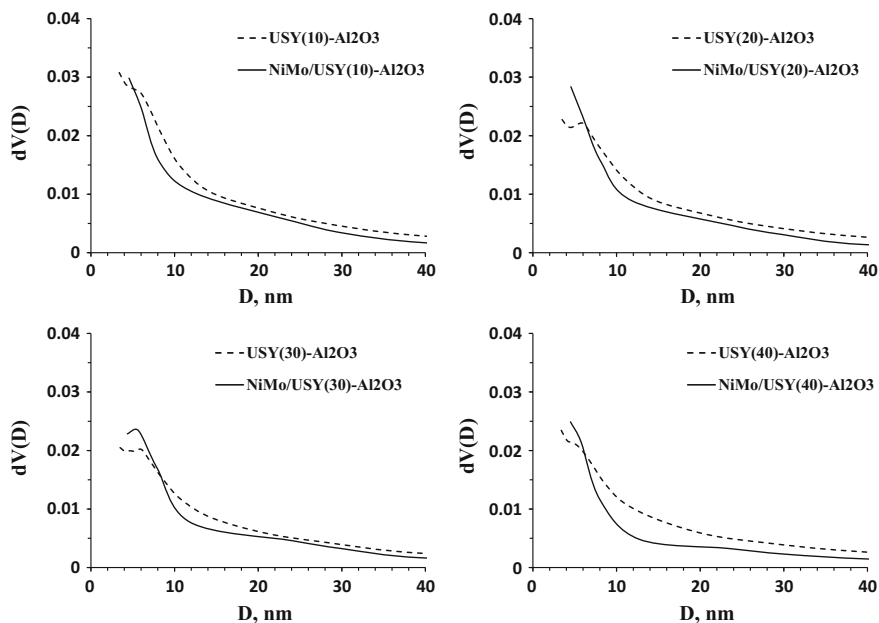 0.04
0.03
0.02
0.01
0
dV(D)
0 10 20 30 40
D, nm
USY(10)-Al2O3
NiMo/USY(10)-Al2O3
0.04
0.03
0.02
0.01
0
dV(D)
0 10 20 30 40
D, nm
USY(20)-Al2O3
NiMo/USY(20)-Al2O3
0.04
0.03
0.02
0.01
0
dV(D)
0 10 20 30 40
D, nm
USY(30)-Al2O3
NiMo/USY(30)-Al2O3
0.04
0.03
0.02
0.01
0
dV(D)
0 10 20 30 40
D, nm
USY(40)-Al2O3
NiMo/USY(40)-Al2O3